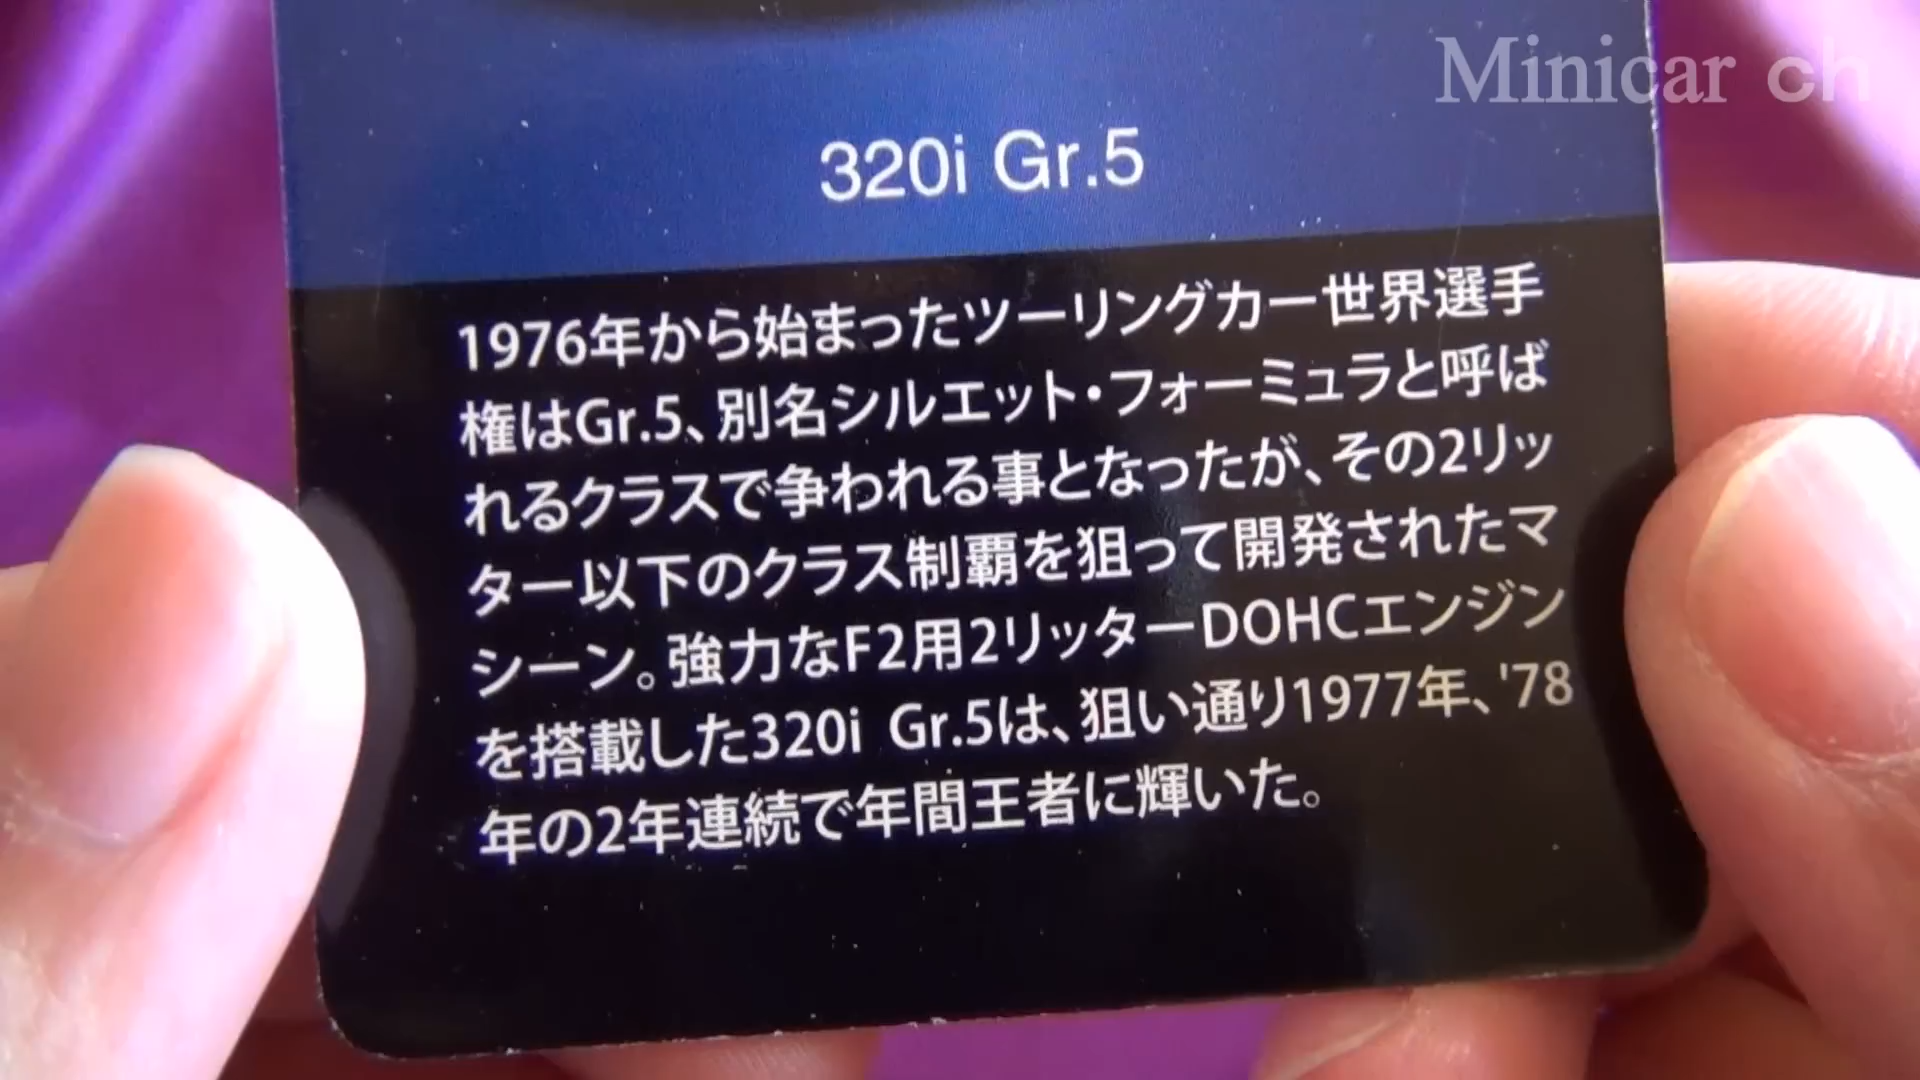 Minicar ch
320i Gr.5
1976年から始まったツーリングカー世界選手
権はGr.5、別名シルエット・フォーミュラと呼ば
れるクラスで争われる事となったが、その2リッ
ター以下のクラス制覇を狙って開発されたマ
シーン。強力なF2用2リッターDOHCエンジン
を搭載した320i Gr.5は、狙い通り1977年、'78
年の2年連続で年間王者に輝いた。